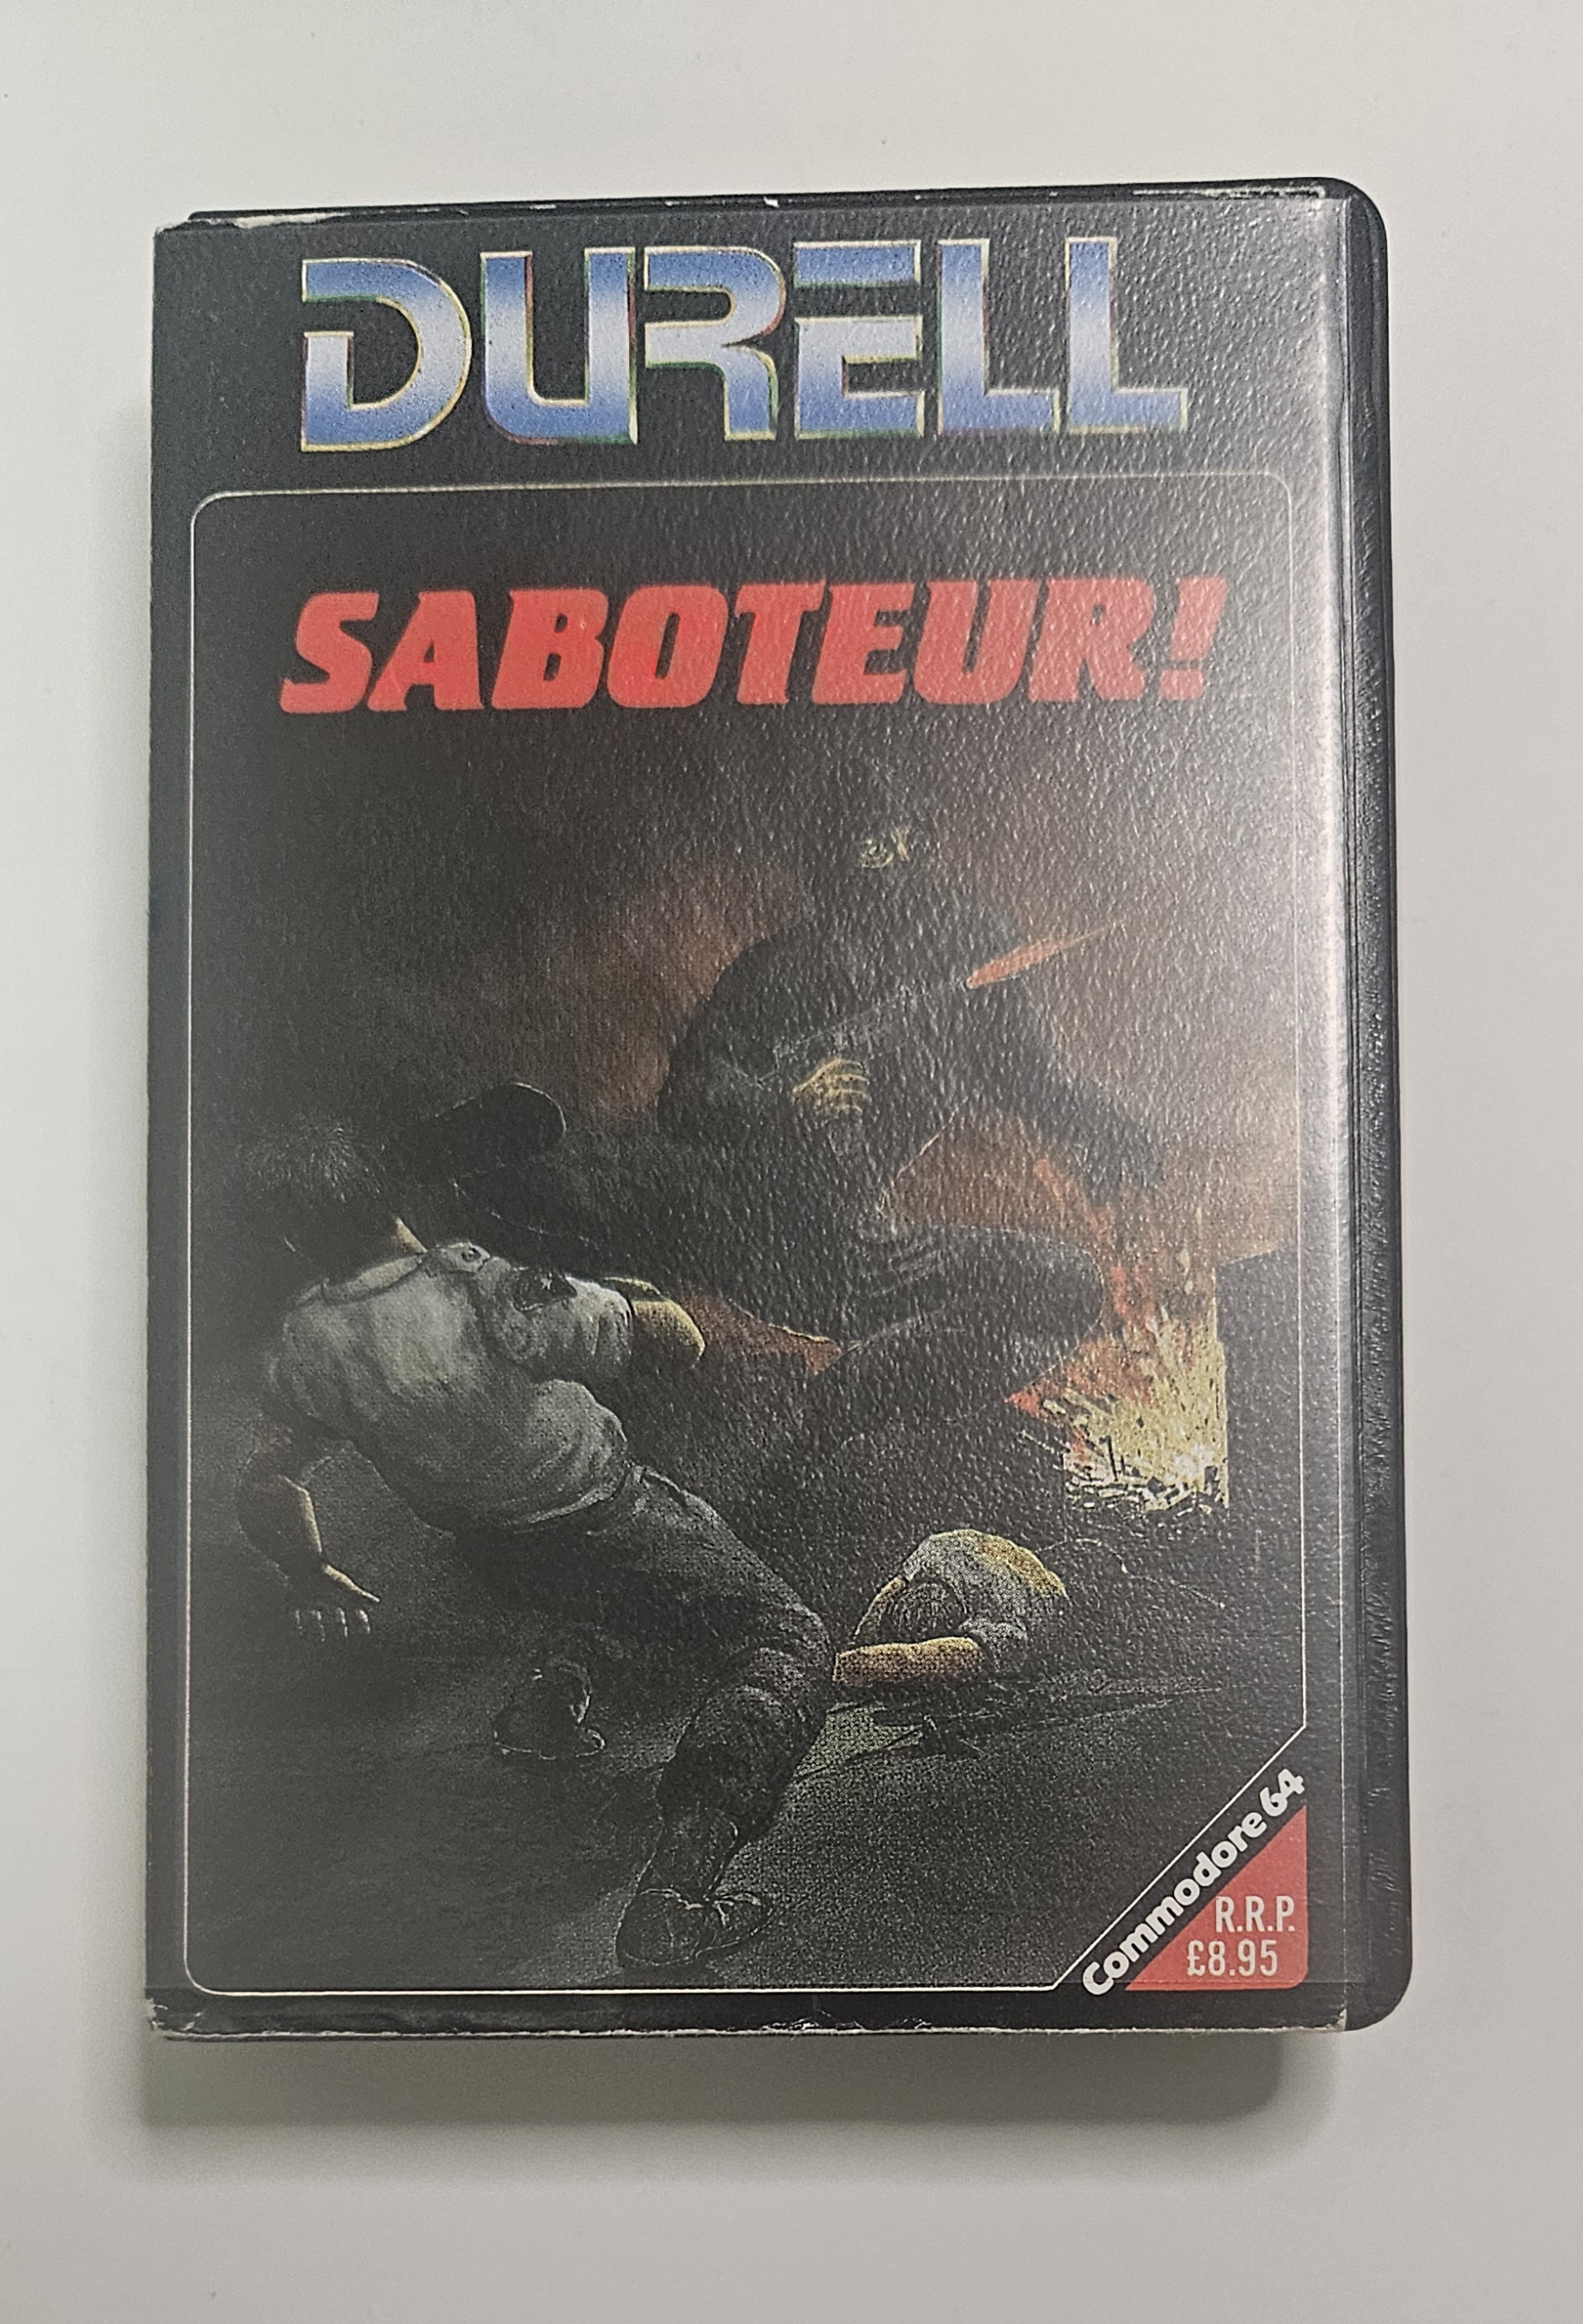 DURELL
SABOTEUR!
Commodore 64
R.R.P.
£8.95